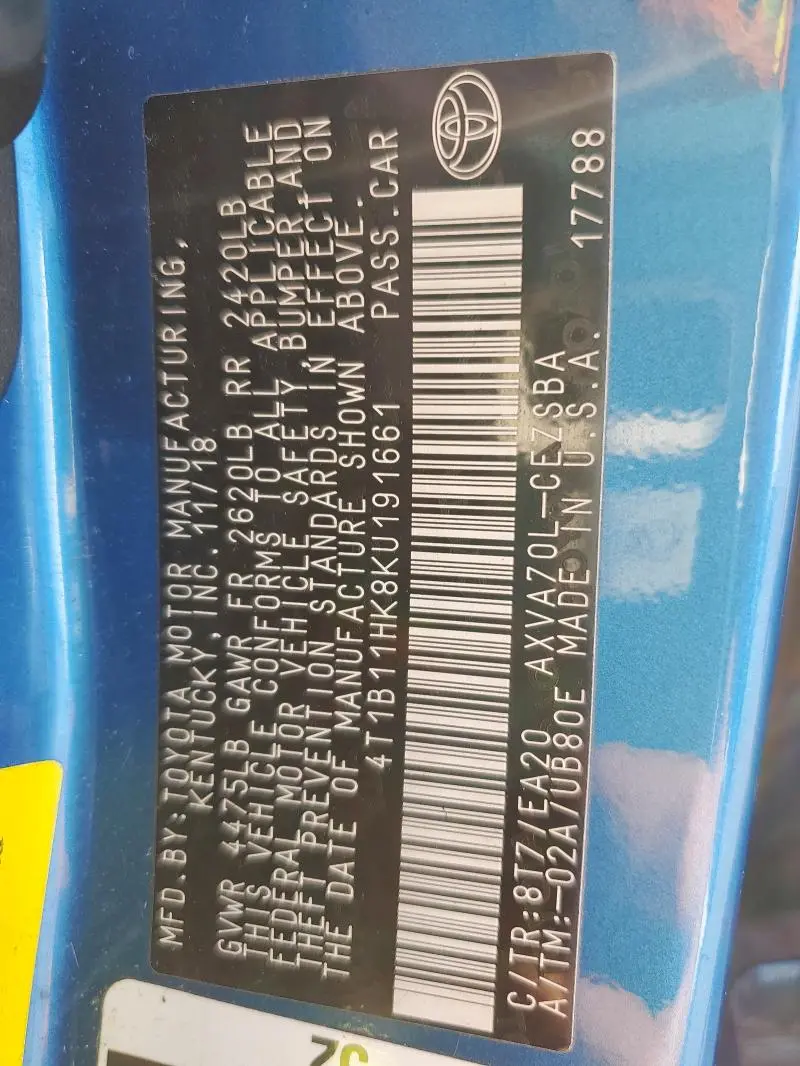 MFD.BY:TOYOTA MOTOR MANUFACTURING,
KENTUCKY, INC. 11/18
GVWR 4475LB GAWR FR 2620LB RR 2420LB
THIS VEHICLE CONFORMS TO ALL APPLICABLE
FEDERAL MOTOR VEHICLE SAFETY, BUMPER, AND
THEFT PREVENTION STANDARDS IN EFFECT ON
THE DATE OF MANUFACTURE SHOWN ABOVE.
4T1B11HK8KU191661 PASS.CAR
C/TR:8T7/EA20 AXVA70L-CEZSBA
A/TM:-02A/UB80E MADE IN U.S.A. 17788